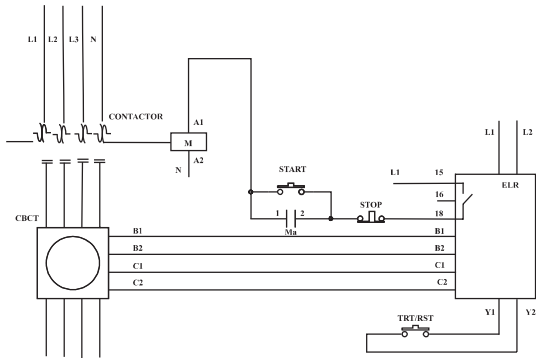 L1 L2 L3 N
CONTACTOR
A1
M
A2
N
L1 L2
START
L1 15
ELR
16
STOP
1 2
18
Ma
CBCT
B1 B1
B2 B2
C1 C1
C2 C2
Y1 Y2
TRT/RST